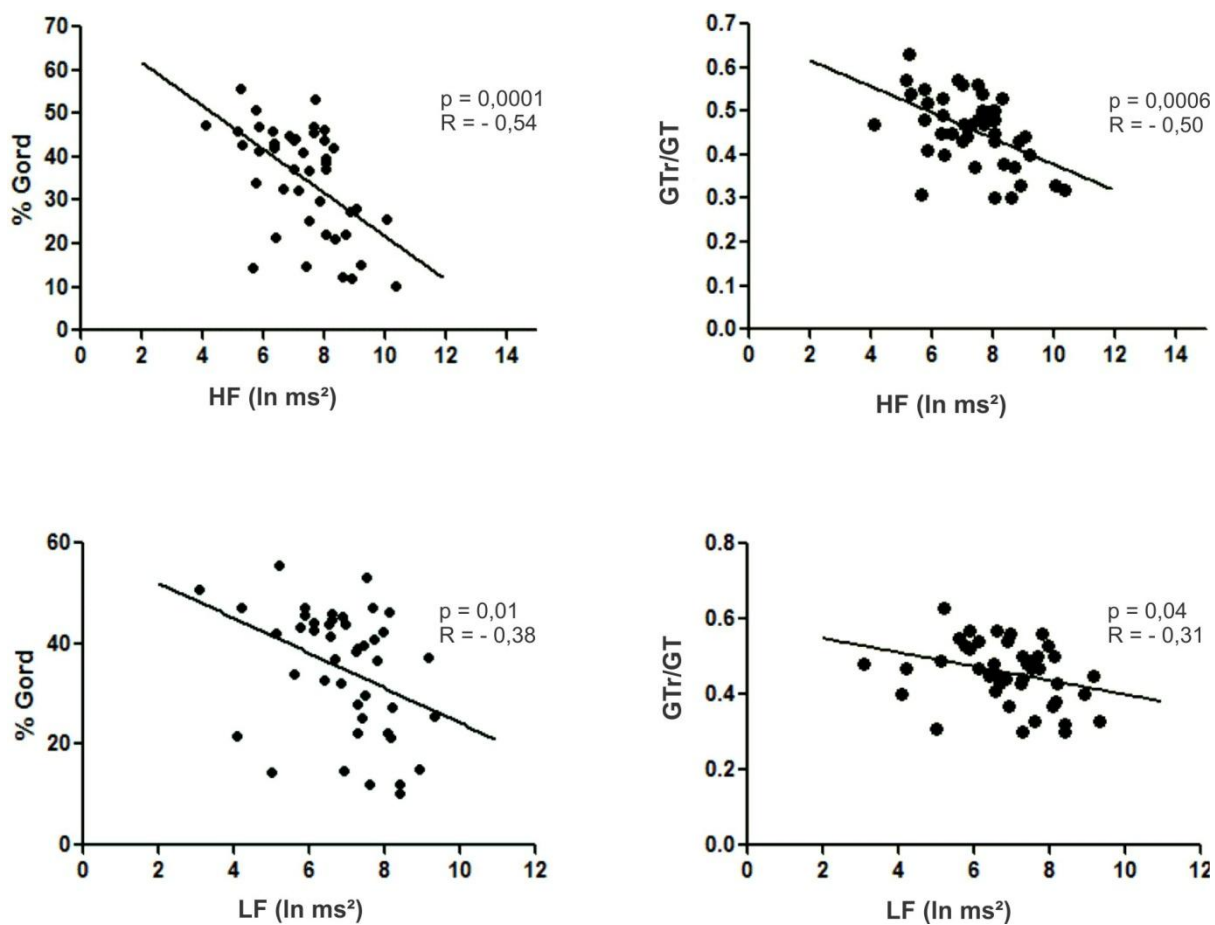 70
60
50
40
30
20
10
0
% Gord
0 2 4 6 8 10 12 14
HF (ln ms²)
p = 0,0001
R = - 0,54
0.7
0.6
0.5
0.4
0.3
0.2
0.1
0.0
GTr/GT
0 2 4 6 8 10 12 14
HF (ln ms²)
p = 0,0006
R = - 0,50
60
40
20
0
% Gord
0 2 4 6 8 10 12
LF (ln ms²)
p = 0,01
R = - 0,38
0.8
0.6
0.4
0.2
0.0
GTr/GT
0 2 4 6 8 10 12
LF (ln ms²)
p = 0,04
R = - 0,31